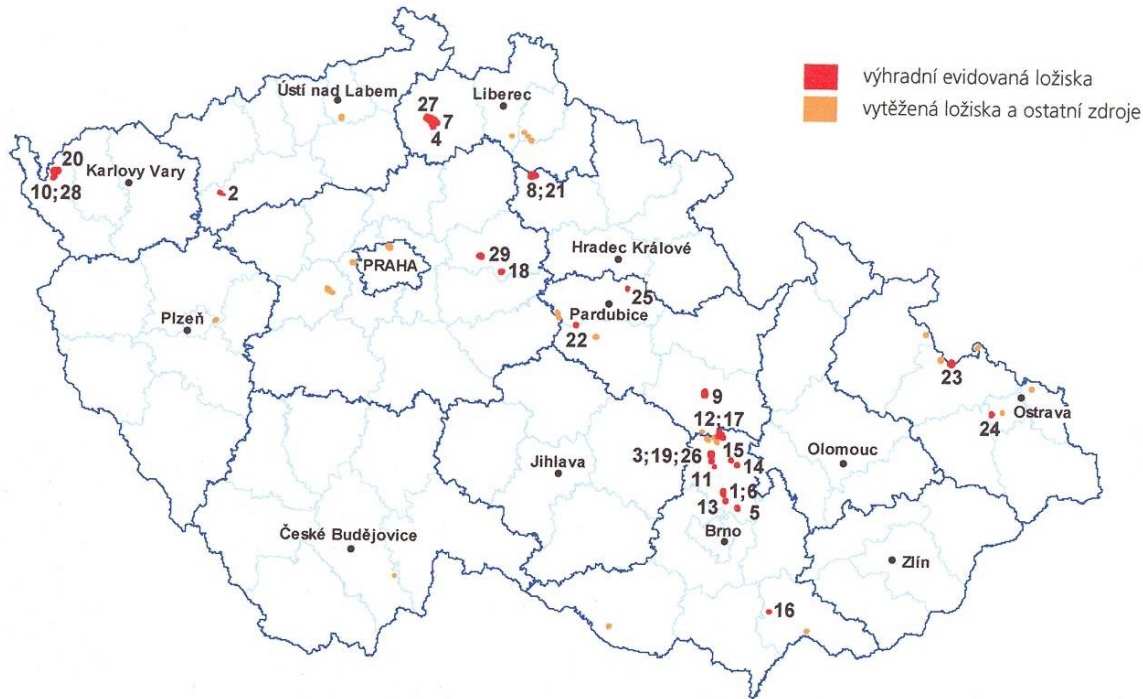 výhradní evidovaná ložiska
vytěžená ložiska a ostatní zdroje
Ústí nad Labem
Liberec
27
7
4
20
Karlovy Vary
10;28
2
8;21
Hradec Králové
29
PRAHA
18
25
Pardubice
Plzeň
22
23
9
Ostrava
12;17
24
3;19;26
15
Olomouc
Jihlava
14
11
1;6
13
5
Brno
České Budějovice
Zlín
16